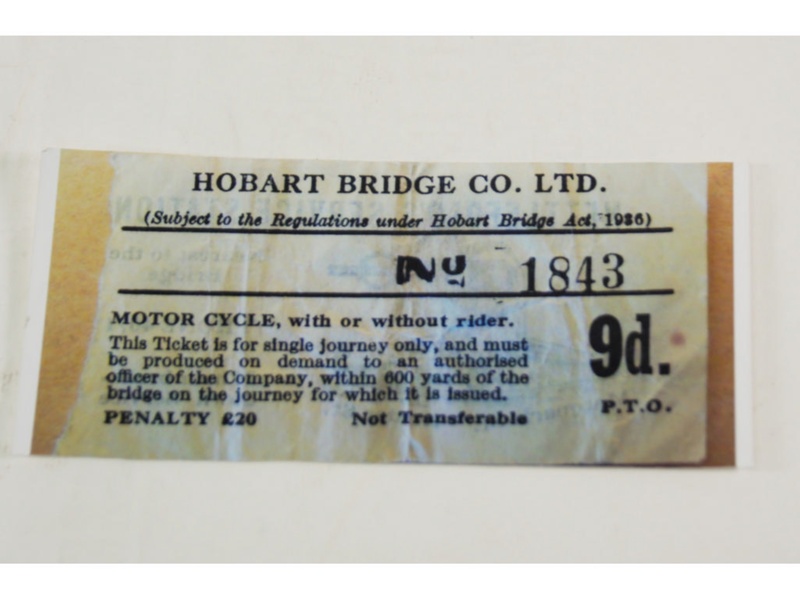 HOBART BRIDGE CO. LTD.
(Subject to the Regulations under Hobart Bridge Act, 1936)
No 1843
MOTOR CYCLE, with or without rider.
This Ticket is for single journey only, and must
be produced on demand to an authorised
officer of the Company, within 600 yards of the
bridge on the journey for which it is issued.
PENALTY £20 Not Transferable
9d.
P.T.O.